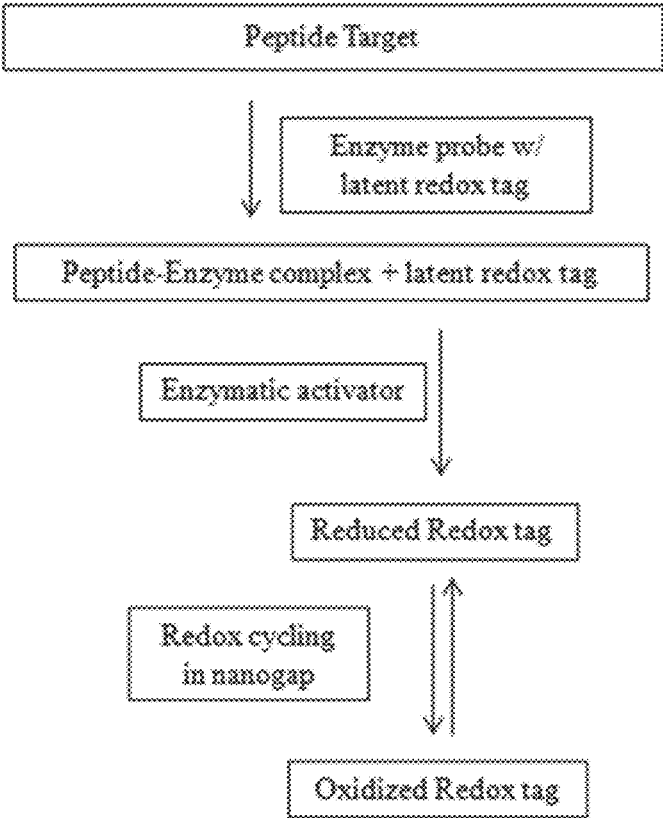 Peptide Target
Enzyme probe w/
latent redox tag
Peptide-Enzyme complex + latent redox tag
Enzymatic activator
Reduced Redox tag
Redox cycling
in nanogap
Oxidized Redox tag